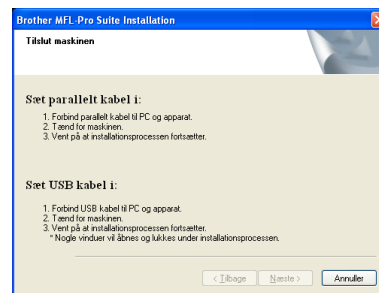 Brother MFL-Pro Suite Installation
Tilslut maskinen
Sæt parallelt kabel i:
1. Forbind parallelt kabel til PC og apparat.
2. Tænd for maskinen.
3. Vent på at installationsprocessen fortsætter.
Sæt USB kabel i:
1. Forbind USB kabel til PC og apparat.
2. Tænd for maskinen.
3. Vent på at installationsprocessen fortsætter.
* Nogle vinduer vil åbnes og lukkes under installationsprocessen.
< Tilbage Næste > Annuller